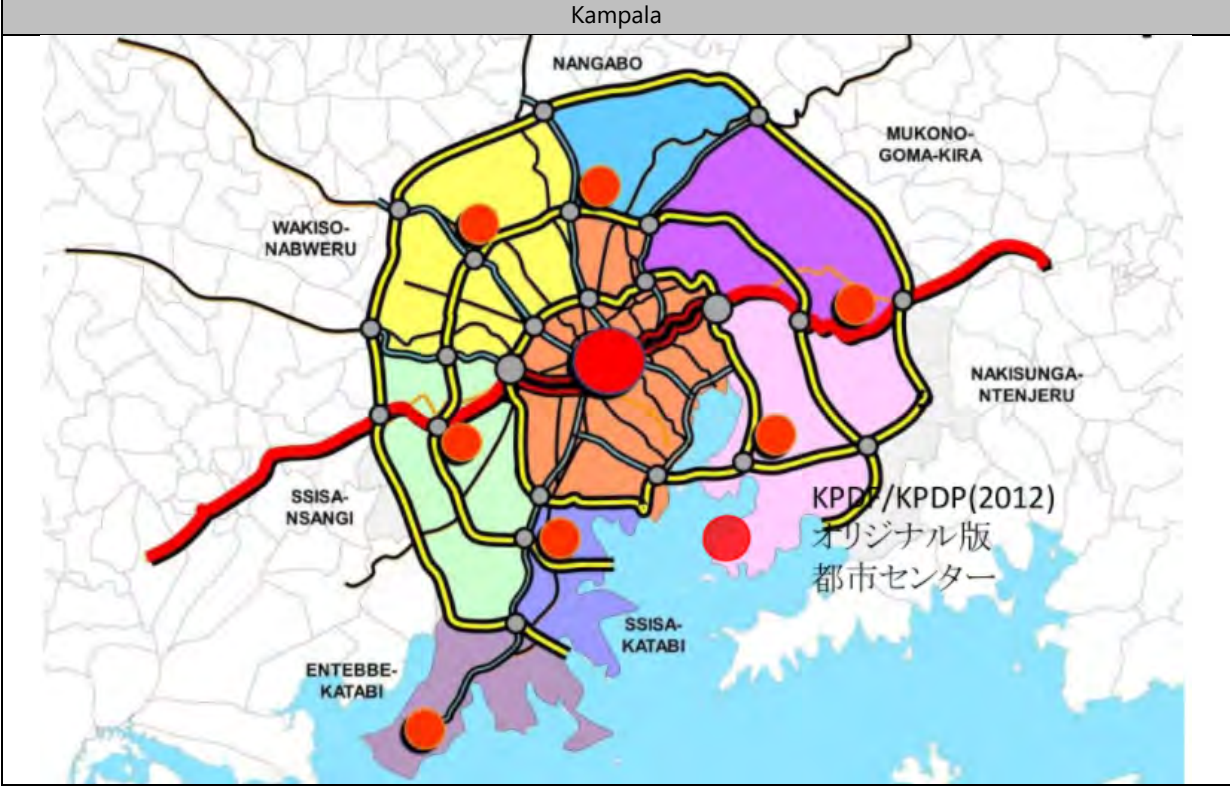 Kampala
NANGABO
MUKONO-
GOMA-KIRA
WAKISO-
NABWERU
NAKISUNGA-
NTENJERU
SSISA-
NSANGI
KPDF/KPDP(2012)
オリジナル版
都市センター
SSISA-
KATABI
ENTEBBE-
KATABI